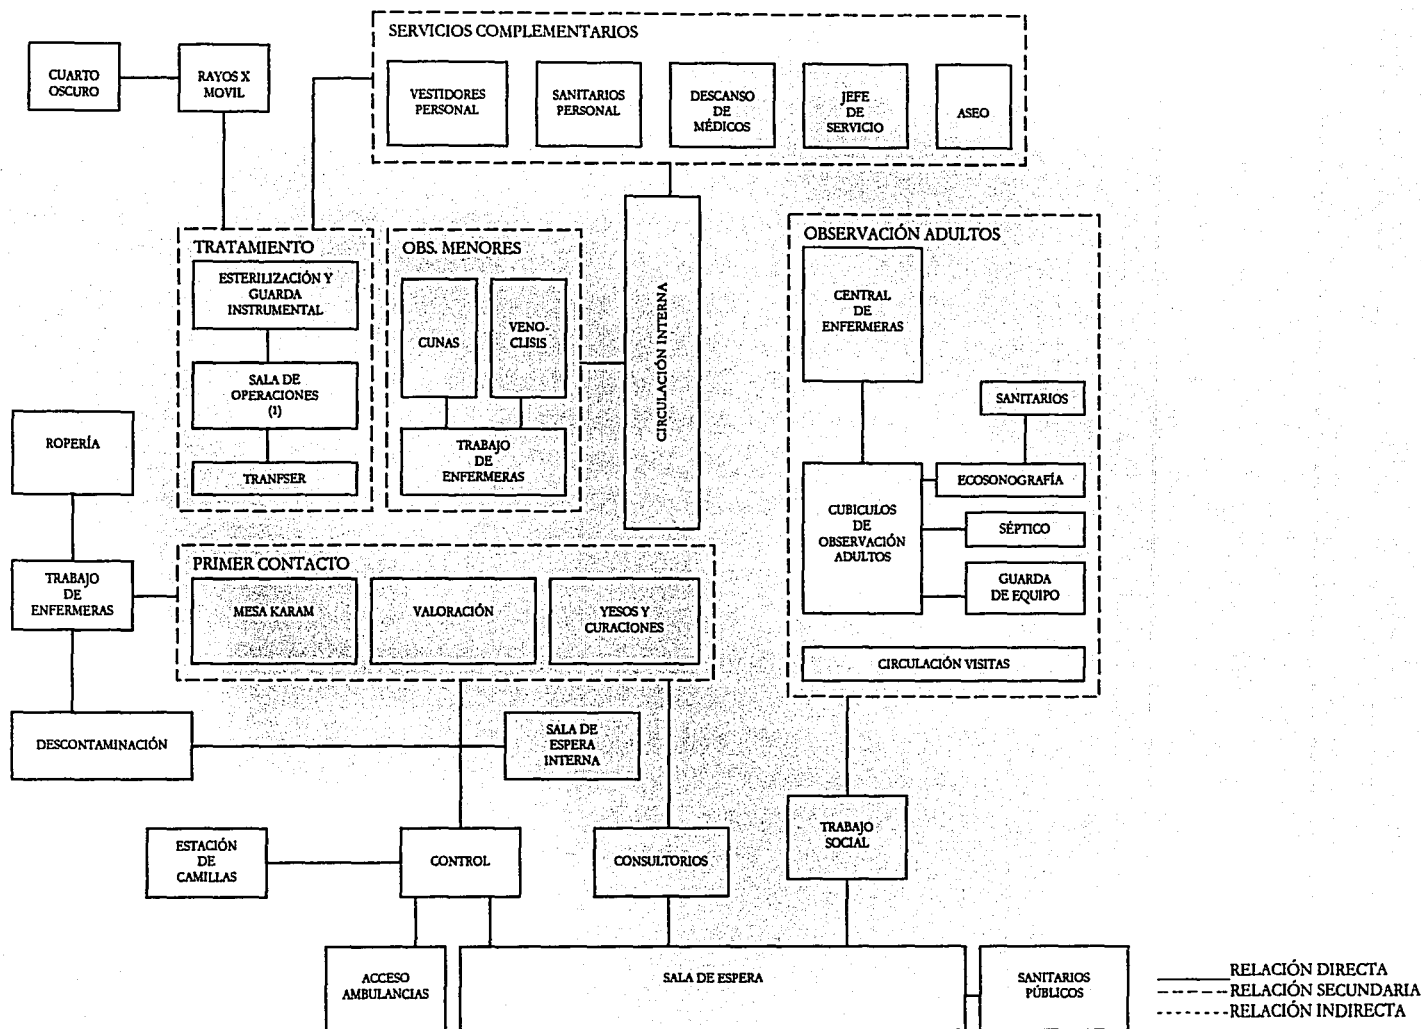 SERVICIOS COMPLEMENTARIOS
CUARTO
OSCURO
RAYOS X
MOVIL
VESTIDORES
PERSONAL
SANITARIOS
PERSONAL
DESCANSO
DE
MÉDICOS
JEFE
DE
SERVICIO
ASEO
TRATAMIENTO
ESTERILIZACIÓN Y
GUARDA
INSTRUMENTAL
SALA DE
OPERACIONES
(1)
TRANFSER
OBS. MENORES
CUNAS
VENO-
CLISIS
TRABAJO
DE
ENFERMERAS
CIRCULACIÓN INTERNA
OBSERVACIÓN ADULTOS
CENTRAL
DE
ENFERMERAS
SANITARIOS
ECOSONOGRAFÍA
CUBICULOS
DE
OBSERVACIÓN
ADULTOS
SÉPTICO
GUARDA
DE EQUIPO
CIRCULACIÓN VISITAS
ROPERÍA
TRABAJO
DE
ENFERMERAS
PRIMER CONTACTO
MESA KARAM
VALORACIÓN
YESOS Y
CURACIONES
DESCONTAMINACIÓN
SALA DE
ESPERA
INTERNA
ESTACIÓN
DE
CAMILLAS
CONTROL
CONSULTORIOS
TRABAJO
SOCIAL
ACCESO
AMBULANCIAS
SALA DE ESPERA
SANITARIOS
PÚBLICOS
RELACIÓN DIRECTA
RELACIÓN SECUNDARIA
RELACIÓN INDIRECTA